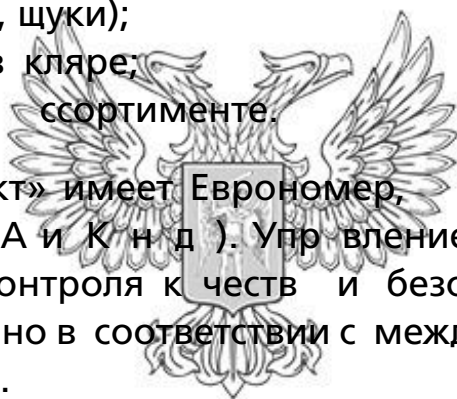 , щуки);
в кляре;
ссортименте.
кт» имеет Еврономер,
А и К н д ). Упр вление
онтроля к честв и безо
но в соответствии с межд
.